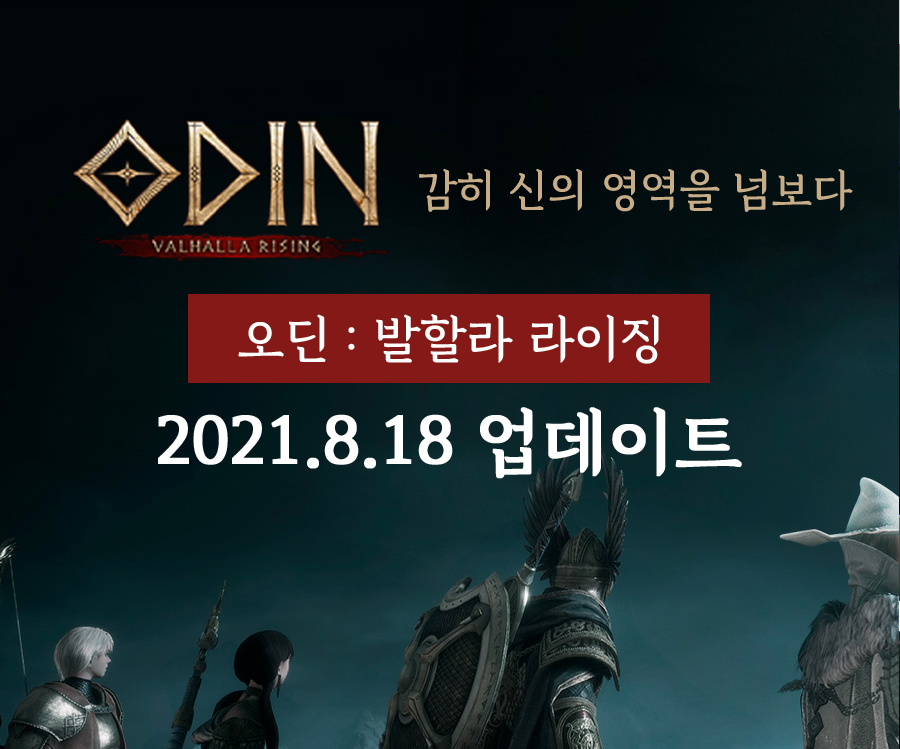 ODIN
VALHALLA RISING
감히 신의 영역을 넘보다
오딘 : 발할라 라이징
2021.8.18 업데이트